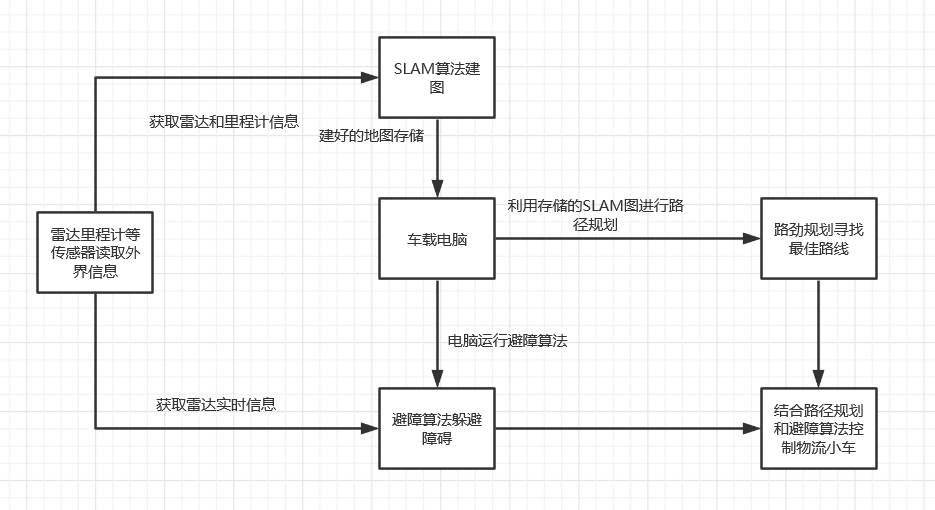 SLAM算法建
图
获取雷达和里程计信息
建好的地图存储
利用存储的SLAM图进行路
径规划
雷达里程计等
传感器读取外
界信息
车载电脑
路劲规划寻找
最佳路线
电脑运行避障算法
获取雷达实时信息
避障算法躲避
障碍
结合路径规划
和避障算法控
制物流小车